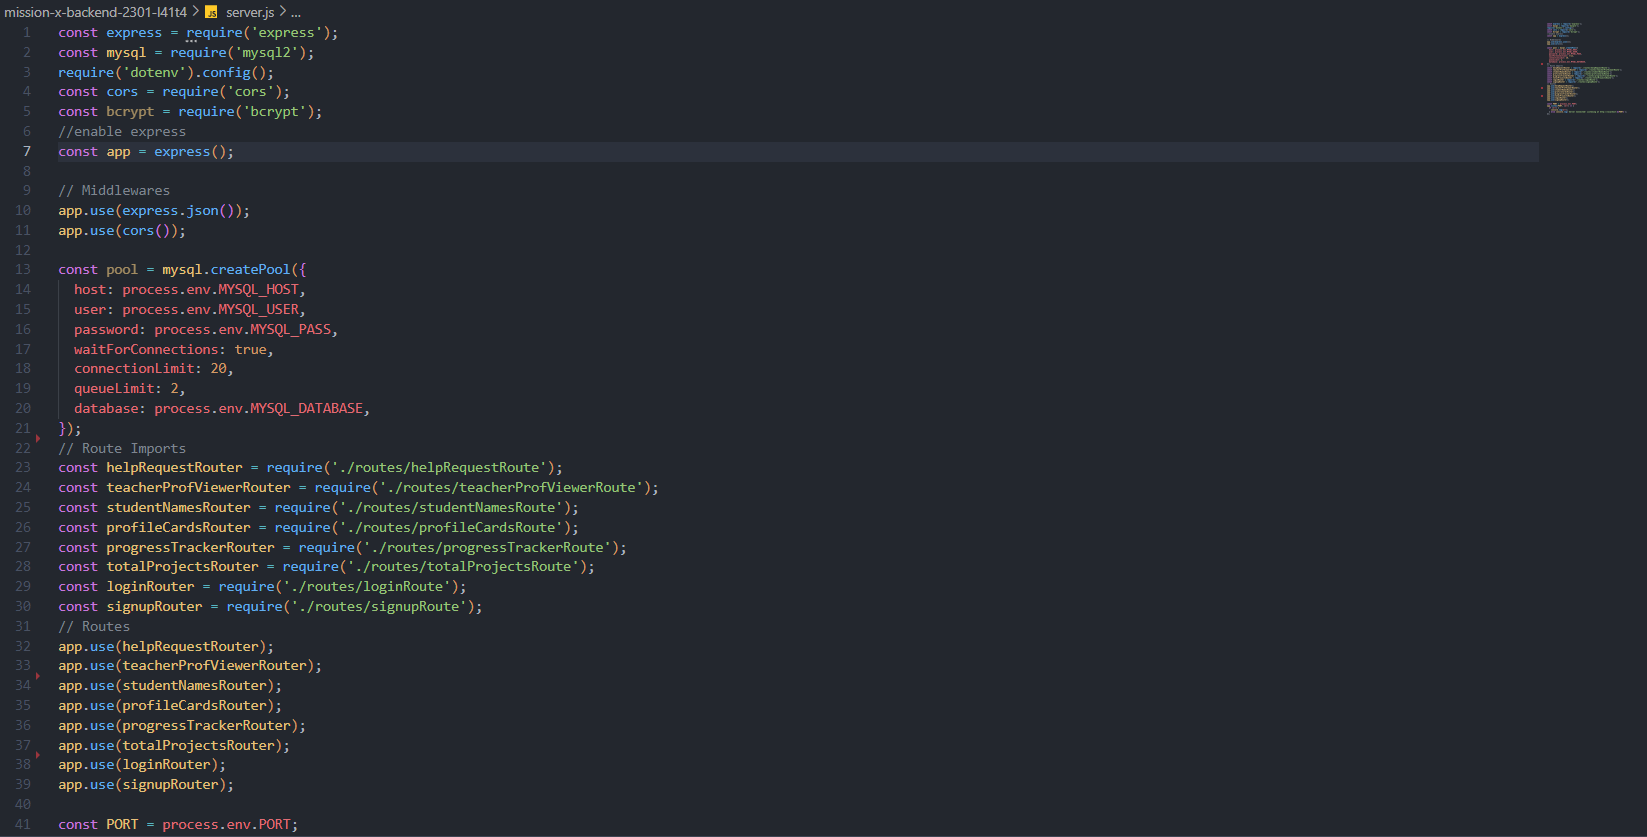 mission-x-backend-2301-l41t4 > JS server.js > ...
1 const express = require('express');
2 const mysql = require('mysql2');
3 require('dotenv').config();
4 const cors = require('cors');
5 const bcrypt = require('bcrypt');
6 //enable express
7 const app = express();
8
9 // Middlewares
10 app.use(express.json());
11 app.use(cors());
12
13 const pool = mysql.createPool({
14   host: process.env.MYSQL_HOST,
15   user: process.env.MYSQL_USER,
16   password: process.env.MYSQL_PASS,
17   waitForConnections: true,
18   connectionLimit: 20,
19   queueLimit: 2,
20   database: process.env.MYSQL_DATABASE,
21 });
22 // Route Imports
23 const helpRequestRouter = require('./routes/helpRequestRoute');
24 const teacherProfViewerRouter = require('./routes/teacherProfViewerRoute');
25 const studentNamesRouter = require('./routes/studentNamesRoute');
26 const profileCardsRouter = require('./routes/profileCardsRoute');
27 const progressTrackerRouter = require('./routes/progressTrackerRoute');
28 const totalProjectsRouter = require('./routes/totalProjectsRoute');
29 const loginRouter = require('./routes/loginRoute');
30 const signupRouter = require('./routes/signupRoute');
31 // Routes
32 app.use(helpRequestRouter);
33 app.use(teacherProfViewerRouter);
34 app.use(studentNamesRouter);
35 app.use(profileCardsRouter);
36 app.use(progressTrackerRouter);
37 app.use(totalProjectsRouter);
38 app.use(loginRouter);
39 app.use(signupRouter);
40
41 const PORT = process.env.PORT;